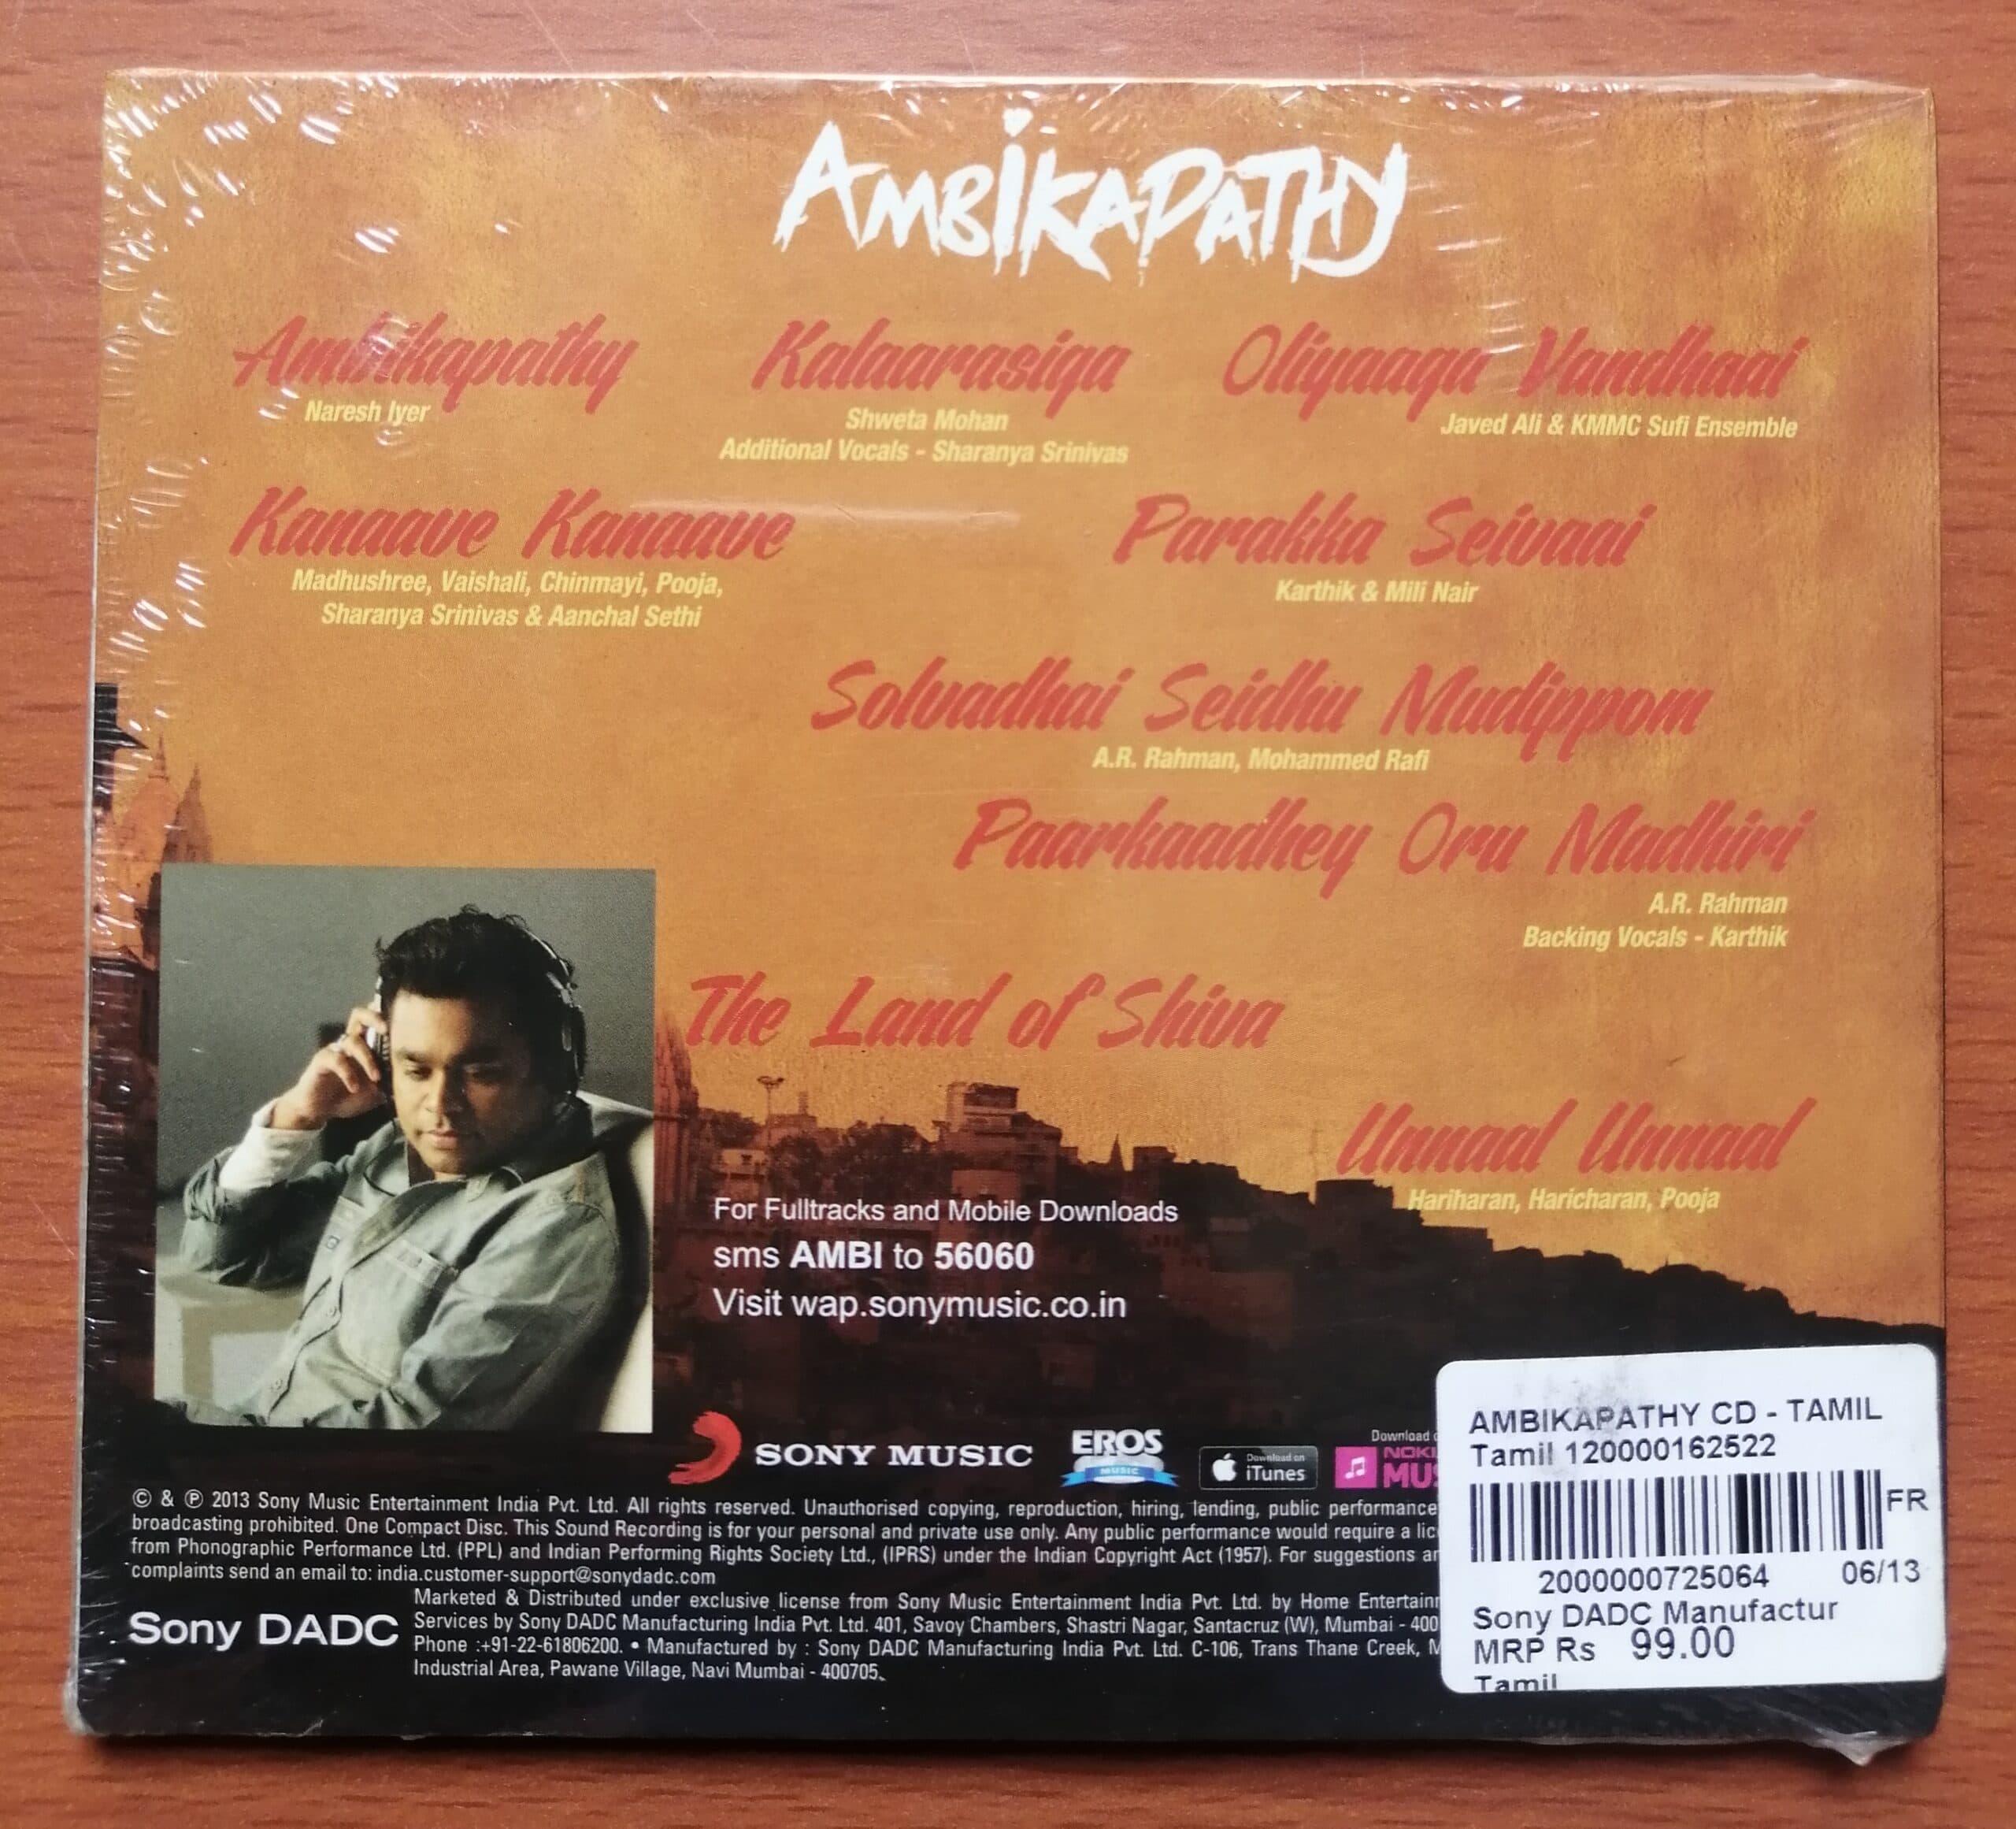 AMBIKAPATHY
Ambikapathy
Naresh Iyer
Kalaarasiga
Shweta Mohan
Additional Vocals - Sharanya Srinivas
Oliyaaga Vandhaai
Javed Ali & KMMC Sufi Ensemble
Kanaave Kanaave
Madhushree, Vaishali, Chinmayi, Pooja,
Sharanya Srinivas & Aanchal Sethi
Parakka Seivaai
Karthik & Mili Nair
Solvadhai Seidhu Mudippom
A.R. Rahman, Mohammed Rafi
Paarkaadhey Oru Madhiri
A.R. Rahman
Backing Vocals - Karthik
The Land of Shiva
Unnaal Unnaal
Hariharan, Haricharan, Pooja
For Fulltracks and Mobile Downloads
sms AMBI to 56060
Visit wap.sonymusic.co.in
SONY MUSIC
EROS
MUSIC
Download on
iTunes
Download
© & ℗ 2013 Sony Music Entertainment India Pvt. Ltd. All rights reserved. Unauthorised copying, reproduction, hiring, lending, public performance
broadcasting prohibited. One Compact Disc. This Sound Recording is for your personal and private use only. Any public performance would require a
from Phonographic Performance Ltd. (PPL) and Indian Performing Rights Society Ltd., (IPRS) under the Indian Copyright Act (1957). For suggestions
complaints send an email to: india.customer-support@sonydadc.com
Sony DADC
Marketed & Distributed under exclusive license from Sony Music Entertainment India Pvt. Ltd. by Home
Services by Sony DADC Manufacturing India Pvt. Ltd. 401, Savoy Chambers, Shastri Nagar, Santacruz (W), Mumbai - 400
Phone :+91-22-61806200. • Manufactured by : Sony DADC Manufacturing India Pvt. Ltd. C-106, Trans Thane Creek,
Industrial Area, Pawane Village, Navi Mumbai - 400705.
AMBIKAPATHY CD - TAMIL
Tamil 120000162522
FR
2000000725064 06/13
Sony DADC Manufactur
MRP Rs 99.00
Tamil